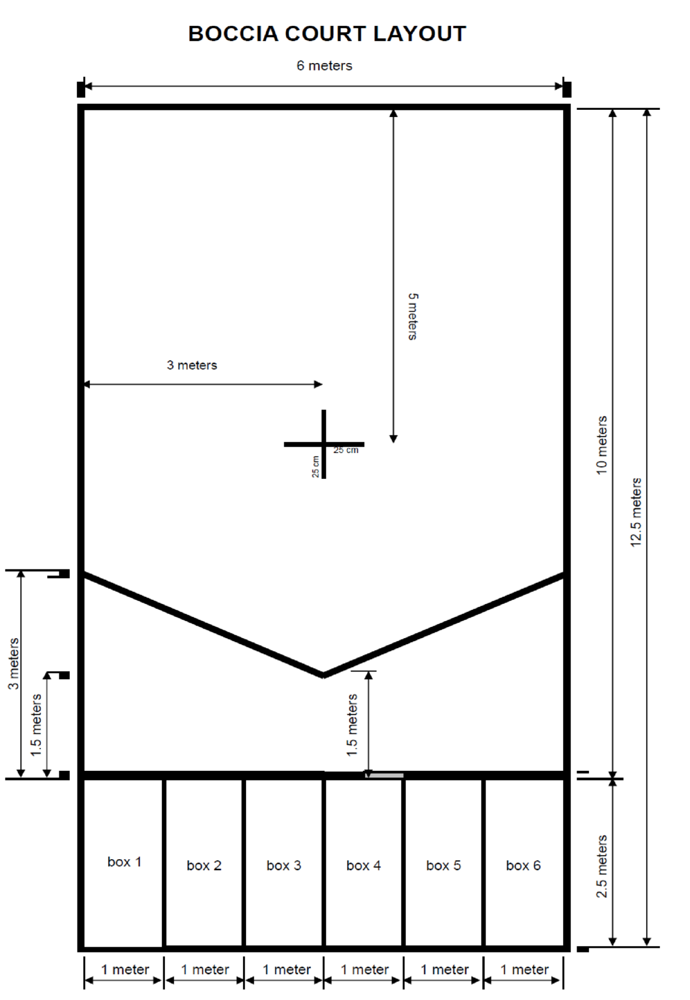 BOCCIA COURT LAYOUT
6 meters
5 meters
3 meters
25 cm
25 cm
10 meters
12.5 meters
3 meters
1.5 meters
1.5 meters
box 1
box 2
box 3
box 4
box 5
box 6
2.5 meters
1 meter
1 meter
1 meter
1 meter
1 meter
1 meter